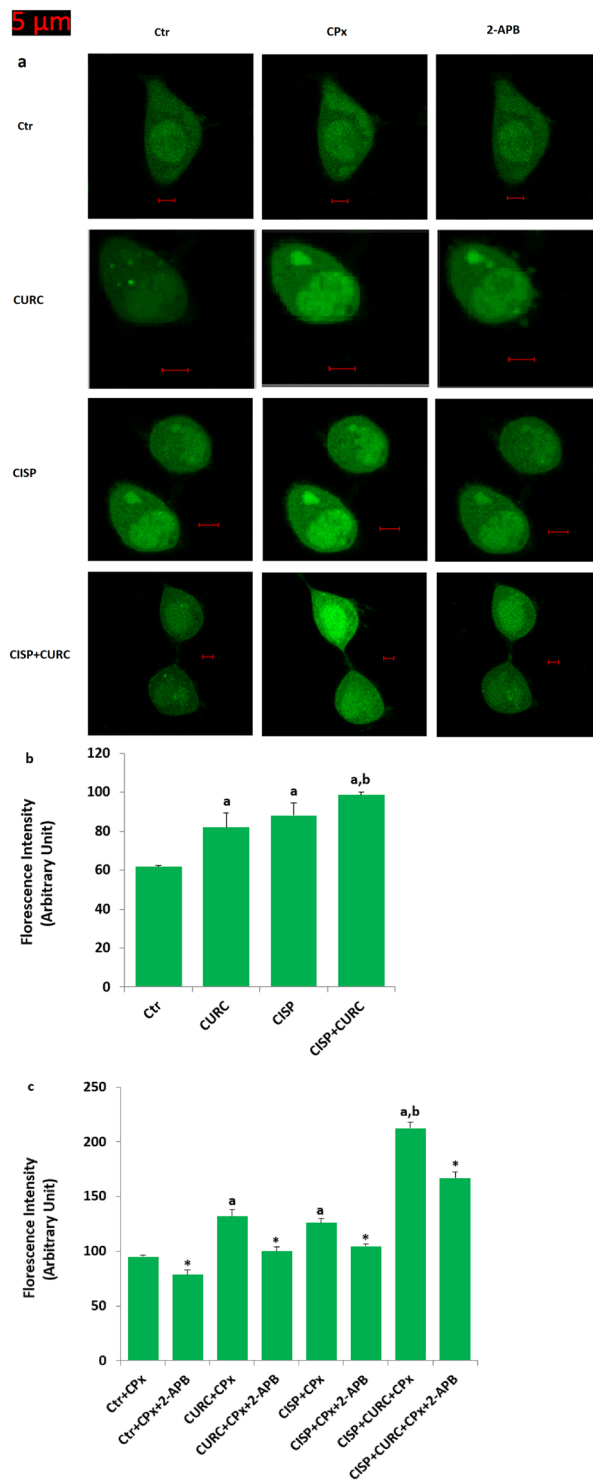 5 µm
Ctr CPx 2-APB
a
Ctr
CURC
CISP
CISP+CURC
b
Florescence Intensity
(Arbitrary Unit)
120
100
80
60
40
20
0
a
a
a,b
Ctr
CURC
CISP
CISP+CURC
c
Florescence Intensity
(Arbitrary Unit)
250
200
150
100
50
0
*
a
*
a
*
a,b
*
Ctr+CPx
Ctr+CPx+2-APB
CURC+CPx
CURC+CPx+2-APB
CISP+CPx
CISP+CPx+2-APB
CISP+CURC+CPx
CISP+CURC+CPx+2-APB